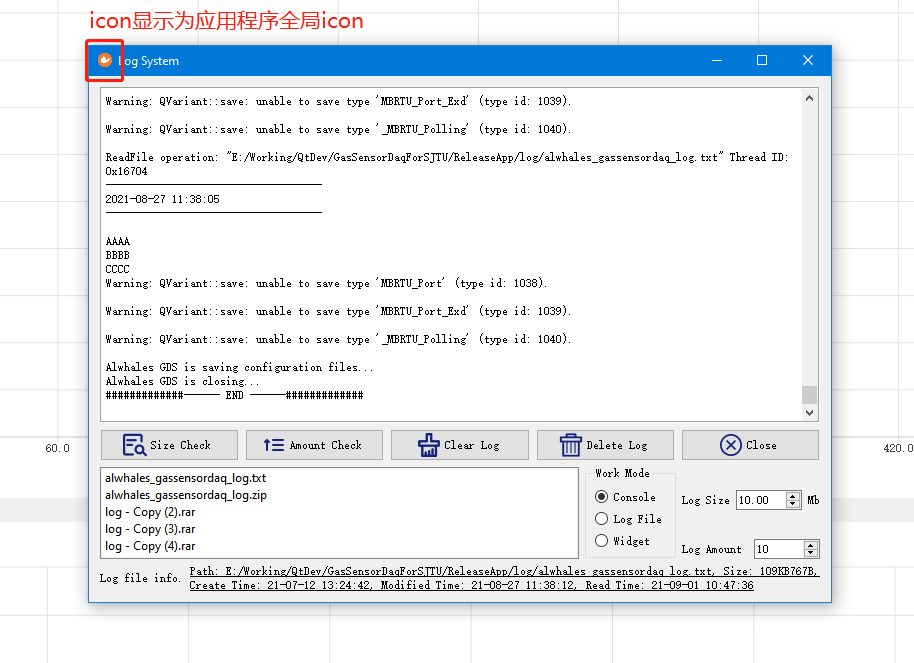 icon显示为应用程序全局icon
Log System
Warning: QVariant::save: unable to save type 'MBRTU_Port_Exd' (type id: 1039).
Warning: QVariant::save: unable to save type '_MBRTU_Polling' (type id: 1040).
ReadFile operation: "E:/Working/QtDev/GasSensorDaqForSJTU/ReleaseApp/log/alwhales_gassensordaq_log.txt" Thread ID:
0x16704
2021-08-27 11:38:05
AAAA
BBBB
CCCC
Warning: QVariant::save: unable to save type 'MBRTU_Port' (type id: 1038).
Warning: QVariant::save: unable to save type 'MBRTU_Port_Exd' (type id: 1039).
Warning: QVariant::save: unable to save type '_MBRTU_Polling' (type id: 1040).
Alwhales GDS is saving configuration files...
Alwhales GDS is closing...
#############------ END ------#############
60.0
420.0
Size Check
Amount Check
Clear Log
Delete Log
Close
alwhales_gassensordaq_log.txt
alwhales_gassensordaq_log.zip
log - Copy (2).rar
log - Copy (3).rar
log - Copy (4).rar
Work Mode
Console
Log File
Widget
Log Size 10.00 Mb
Log Amount 10
Log file info.
Path: E:/Working/QtDev/GasSensorDaqForSJTU/ReleaseApp/log/alwhales_gassensordaq_log.txt, Size: 109KB767B,
Create Time: 21-07-12 13:24:42, Modified Time: 21-08-27 11:38:12, Read Time: 21-09-01 10:47:36